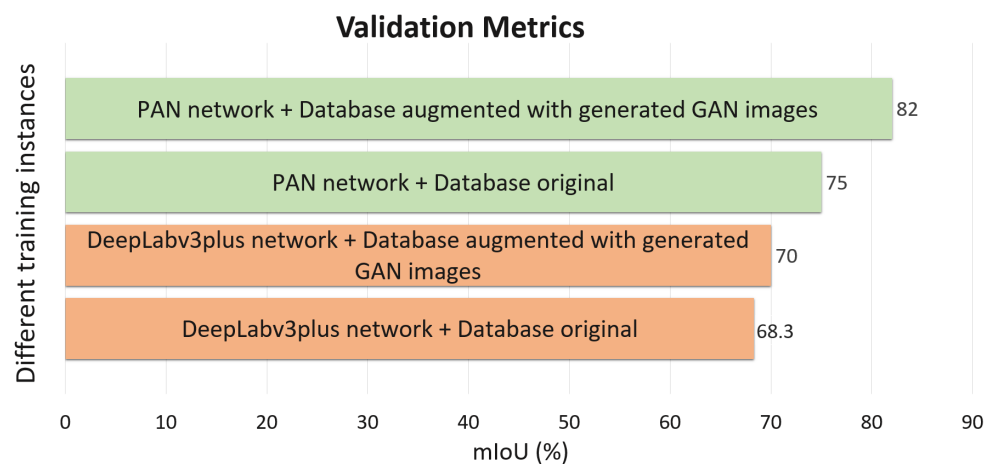 Validation Metrics
Different training instances
PAN network + Database augmented with generated GAN images
82
PAN network + Database original
75
DeepLabv3plus network + Database augmented with generated
GAN images
70
DeepLabv3plus network + Database original
68.3
0 10 20 30 40 50 60 70 80 90
mIoU (%)